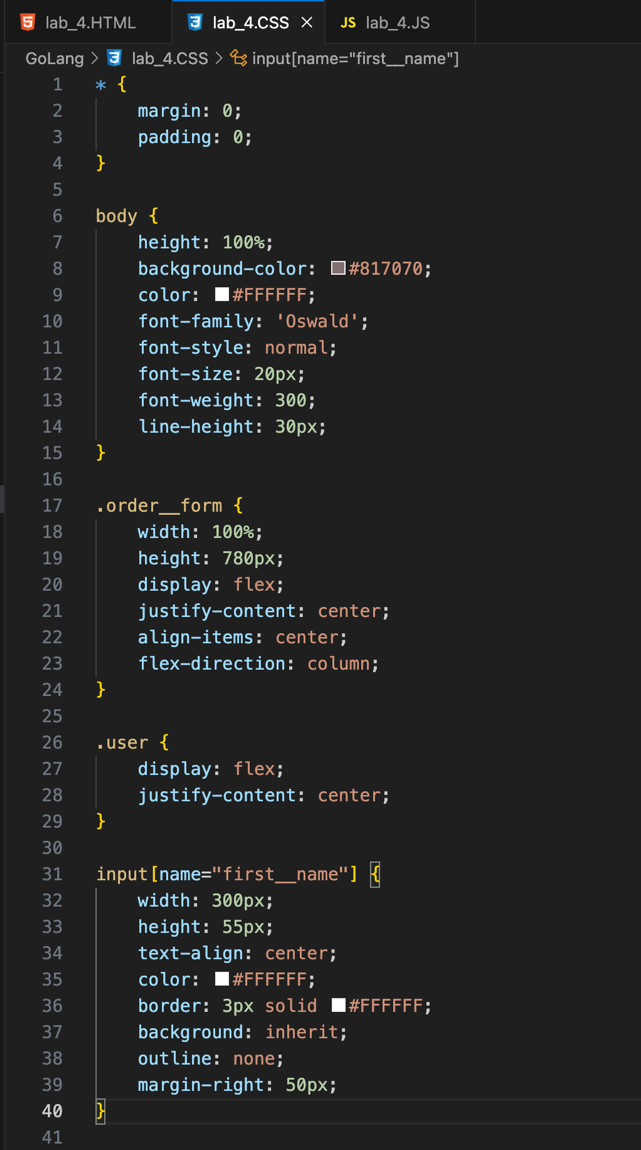 lab_4.HTML lab_4.CSS JS lab_4.JS
GoLang > lab_4.CSS > input[name="first__name"]
1 * {
2     margin: 0;
3     padding: 0;
4 }
5
6 body {
7     height: 100%;
8     background-color: #817070;
9     color: #FFFFFF;
10     font-family: 'Oswald';
11     font-style: normal;
12     font-size: 20px;
13     font-weight: 300;
14     line-height: 30px;
15 }
16
17 .order__form {
18     width: 100%;
19     height: 780px;
20     display: flex;
21     justify-content: center;
22     align-items: center;
23     flex-direction: column;
24 }
25
26 .user {
27     display: flex;
28     justify-content: center;
29 }
30
31 input[name="first__name"] {
32     width: 300px;
33     height: 55px;
34     text-align: center;
35     color: #FFFFFF;
36     border: 3px solid #FFFFFF;
37     background: inherit;
38     outline: none;
39     margin-right: 50px;
40 }
41